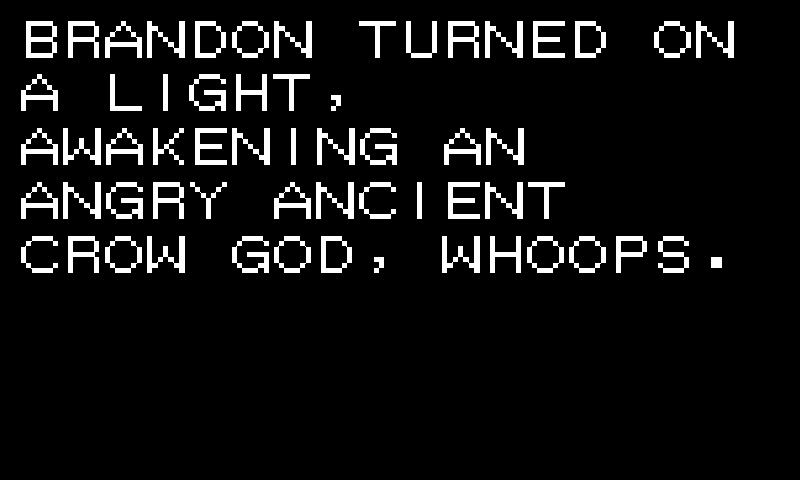 BRANDON TURNED ON
A LIGHT,
AWAKENING AN
ANGRY ANCIENT
CROW GOD, WHOOPS.